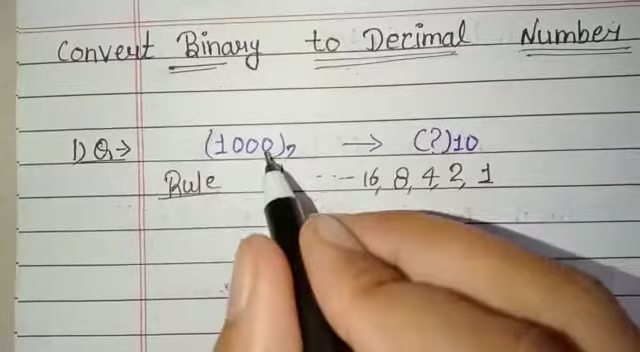 Convert Binary to Decimal Number
1) Q→ (1000)₂ → (?)10
Rule ---- 16, 8, 4, 2, 1